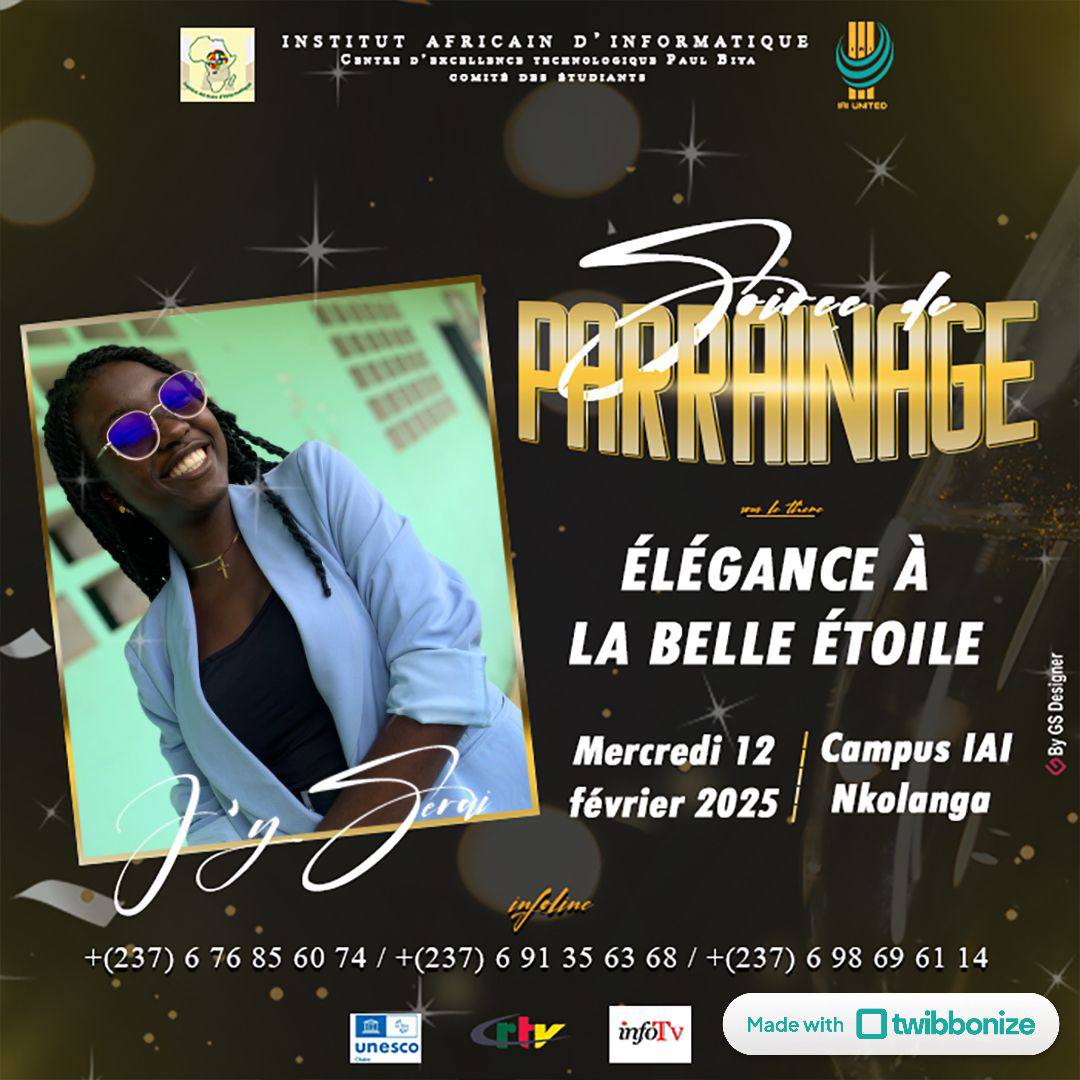 INSTITUT AFRICAIN D'INFORMATIQUE
CENTRE D'EXCELLENCE TECHNOLOGIQUE PAUL BIYA
COMITÉ DES ÉTUDIANTS
IAI UNITED
Soirée de
PARRAINAGE
sous le thème
ÉLÉGANCE À
LA BELLE ÉTOILE
Mercredi 12
février 2025
Campus IAI
Nkolanga
By GS Designer
J'y Serai
infoline
+(237) 6 76 85 60 74 / +(237) 6 91 35 63 68 / +(237) 6 98 69 61 14
unesco
Chaire
crtv
infoTV
Made with twibbonize